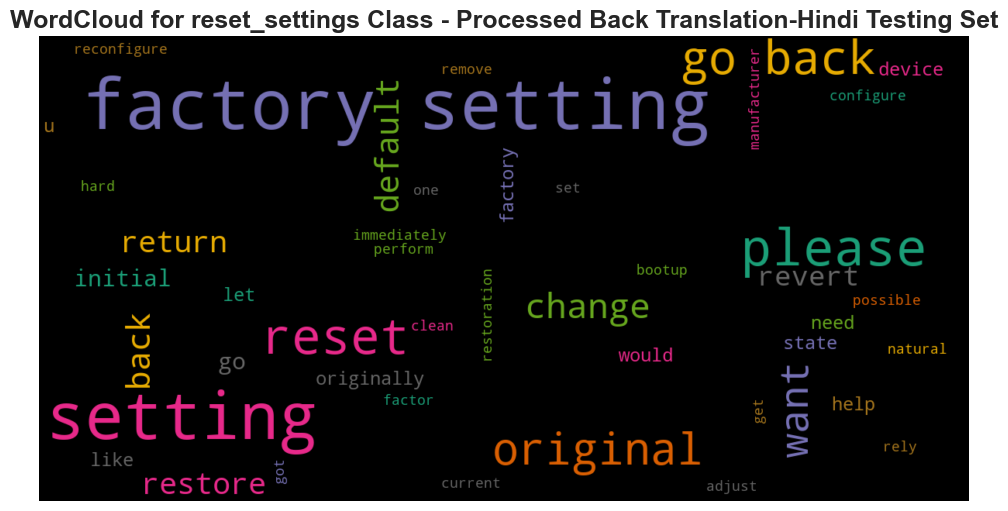 WordCloud for reset_settings Class - Processed Back Translation-Hindi Testing Set
reconfigure
go back
remove
device
factory setting
default
manufacturer
configure
u
factory
hard
one
set
return
immediately
perform
please
initial
restoration
bootup
revert
let
change
possible
back
reset
clean
need
go
would
state
natural
originally
want
setting
factor
get
help
original
rely
like
got
restore
current
adjust